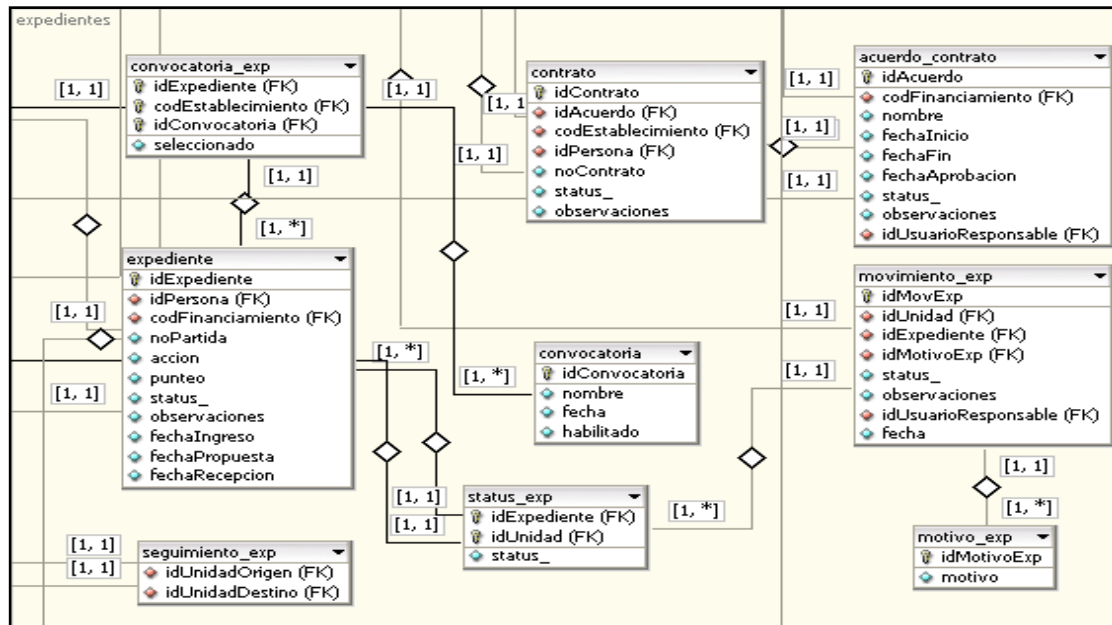 expedientes
convocatoria_exp
idExpediente (FK)
codEstablecimiento (FK)
idConvocatoria (FK)
seleccionado
[1, 1]
[1, 1]
[1, 1]
[1, *]
contrato
idContrato
idAcuerdo (FK)
codEstablecimiento (FK)
idPersona (FK)
noContrato
status_
observaciones
[1, 1]
[1, 1]
[1, 1]
[1, 1]
acuerdo_contrato
idAcuerdo
codFinanciamiento (FK)
nombre
fechaInicio
fechaFin
fechaAprobacion
status_
observaciones
idUsuarioResponsable (FK)
expediente
idExpediente
idPersona (FK)
codFinanciamiento (FK)
noPartida
accion
punteo
status_
observaciones
fechaIngreso
fechaPropuesta
fechaRecepcion
[1, 1]
[1, 1]
[1, *]
convocatoria
idConvocatoria
nombre
fecha
habilitado
[1, *]
movimiento_exp
idMovExp
idUnidad (FK)
idExpediente (FK)
idMotivoExp (FK)
status_
observaciones
idUsuarioResponsable (FK)
fecha
[1, 1]
[1, 1]
[1, 1]
[1, *]
status_exp
idExpediente (FK)
idUnidad (FK)
status_
[1, 1]
[1, 1]
[1, *]
motivo_exp
idMotivoExp
motivo
seguimiento_exp
idUnidadOrigen (FK)
idUnidadDestino (FK)
[1, 1]
[1, 1]